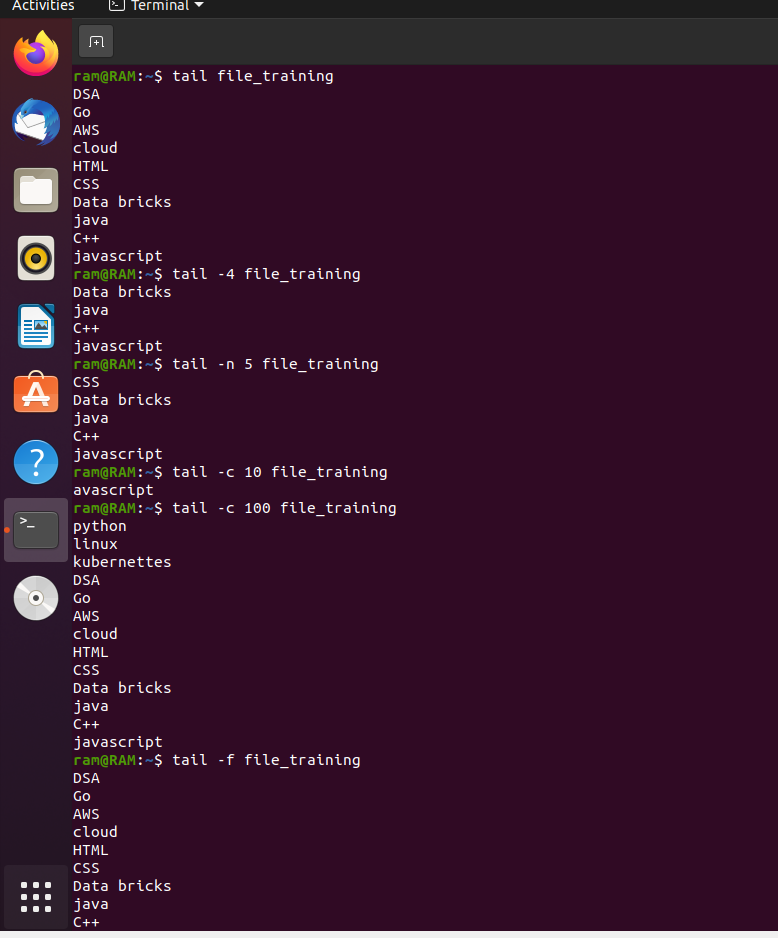 Activities
Terminal
ram@RAM:~$ tail file_training
DSA
Go
AWS
cloud
HTML
CSS
Data bricks
java
C++
javascript
ram@RAM:~$ tail -4 file_training
Data bricks
java
C++
javascript
ram@RAM:~$ tail -n 5 file_training
CSS
Data bricks
java
C++
javascript
ram@RAM:~$ tail -c 10 file_training
avascript
ram@RAM:~$ tail -c 100 file_training
python
linux
kubernettes
DSA
Go
AWS
cloud
HTML
CSS
Data bricks
java
C++
javascript
ram@RAM:~$ tail -f file_training
DSA
Go
AWS
cloud
HTML
CSS
Data bricks
java
C++